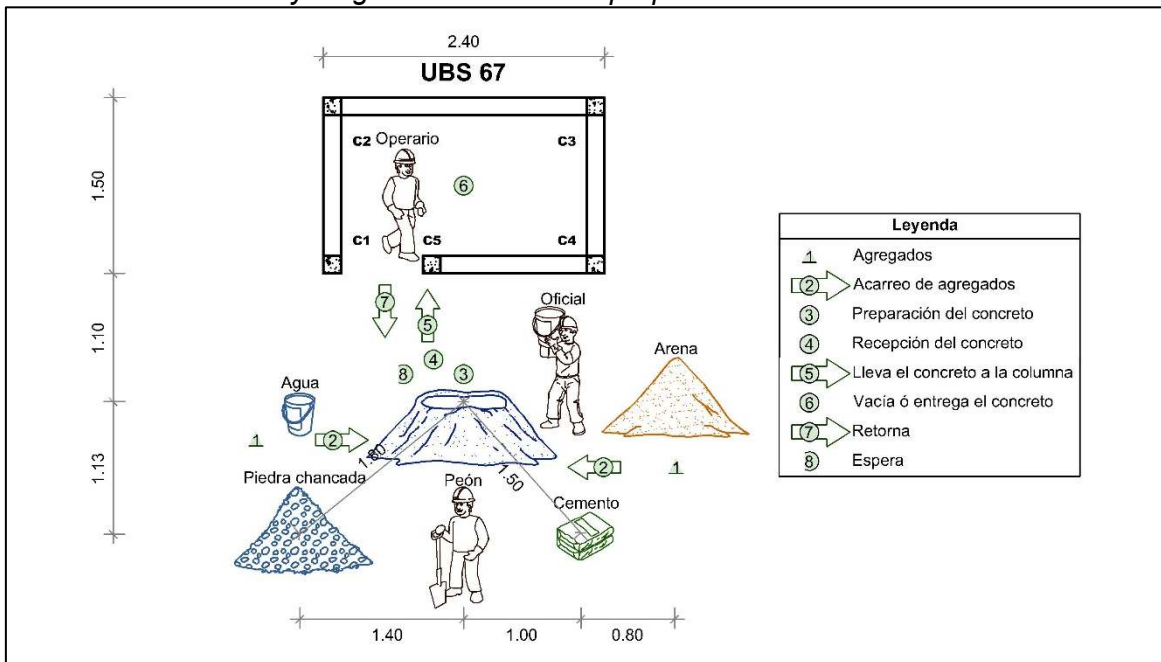 2.40
UBS 67
C2 Operario
C3
6
1.50
C1
C5
C4
7
5
Oficial
1.10
4
8
3
Arena
Agua
1
2
1.80
1.50
2
1
1.13
Piedra chancada
Peón
Cemento
1.40
1.00
0.80
Leyenda
1 Agregados
2 Acarreo de agregados
3 Preparación del concreto
4 Recepción del concreto
5 Lleva el concreto a la columna
6 Vacía ó entrega el concreto
7 Retorna
8 Espera